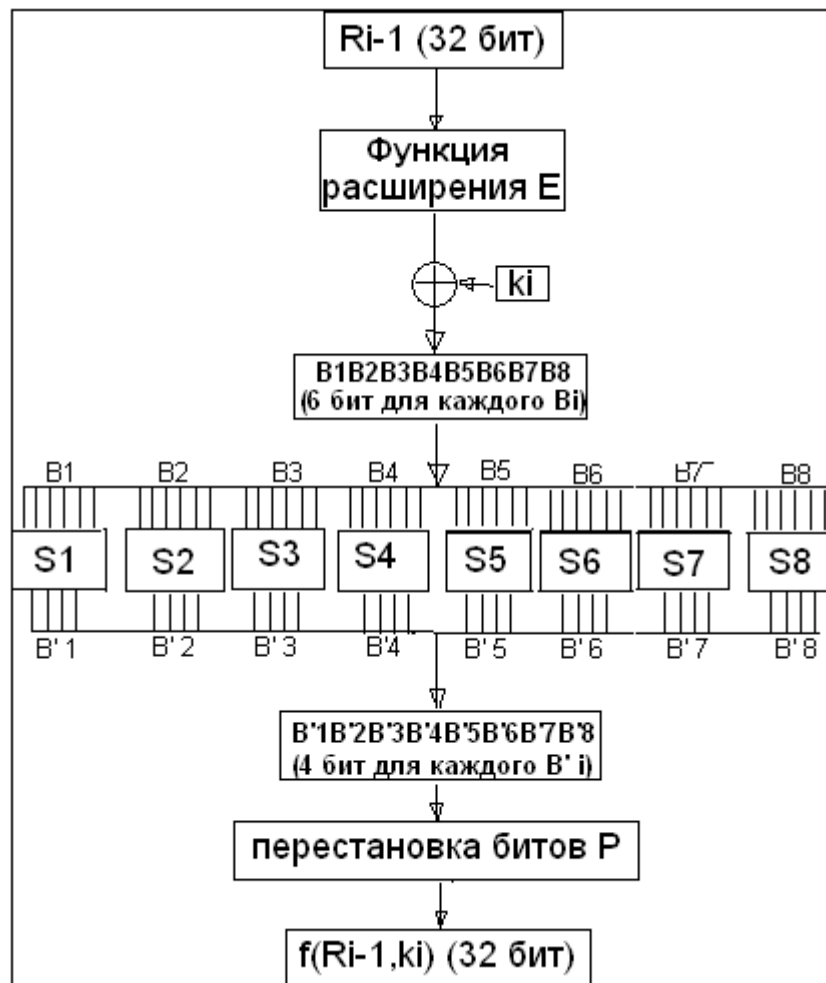 Ri-1 (32 бит)
Функция
расширения E
ki
B1B2B3B4B5B6B7B8
(6 бит для каждого Bi)
B1 B2 B3 B4 B5 B6 B7 B8
S1 S2 S3 S4 S5 S6 S7 S8
B'1 B'2 B'3 B'4 B'5 B'6 B'7 B'8
B'1B'2B'3B'4B'5B'6B'7B'8
(4 бит для каждого B' i)
перестановка битов P
f(Ri-1,ki) (32 бит)